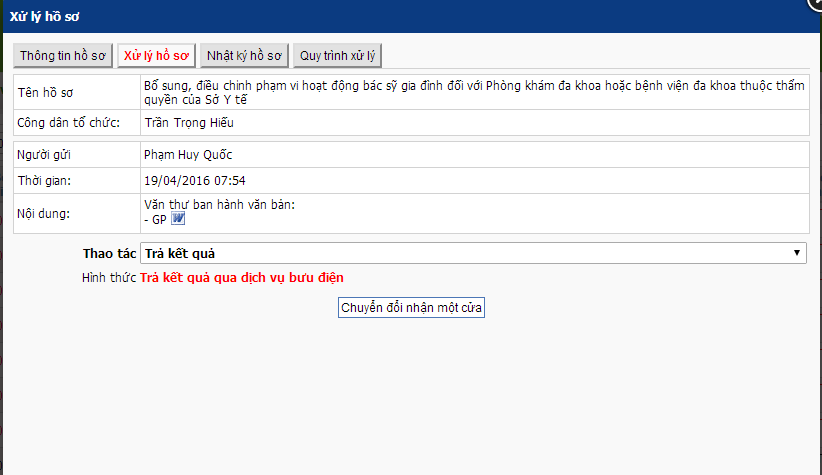 Xử lý hồ sơ
Thông tin hồ sơ Xử lý hồ sơ Nhật ký hồ sơ Quy trình xử lý
Tên hồ sơ
Bổ sung, điều chỉnh phạm vi hoạt động bác sỹ gia đình đối với Phòng khám đa khoa hoặc bệnh viện đa khoa thuộc thẩm
quyền của Sở Y tế
Công dân tổ chức: Trần Trọng Hiếu
Người gửi Phạm Huy Quốc
Thời gian: 19/04/2016 07:54
Nội dung:
Văn thư ban hành văn bản:
- GP
Thao tác Trả kết quả
Hình thức Trả kết quả qua dịch vụ bưu điện
Chuyển đổi nhận một cửa